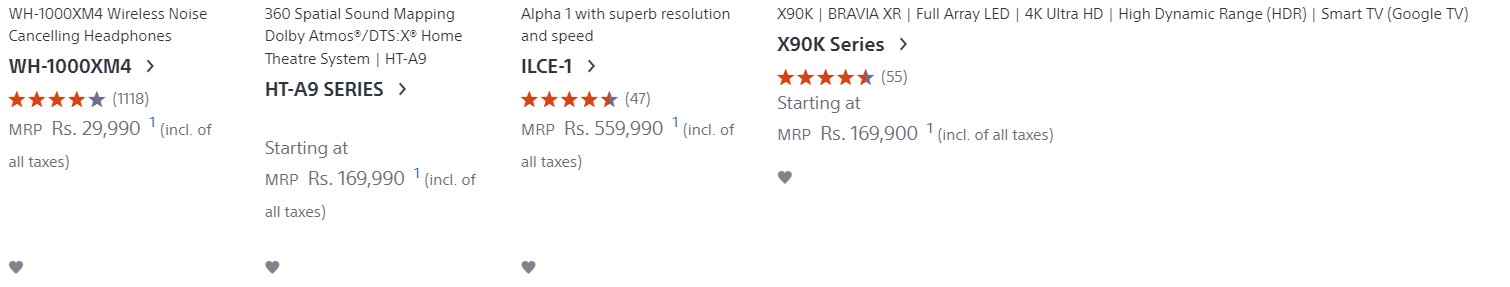 WH-1000XM4 Wireless Noise
Cancelling Headphones
WH-1000XM4
(1118)
MRP Rs. 29,990 1 (incl. of
all taxes)
360 Spatial Sound Mapping
Dolby Atmos®/DTS:X® Home
Theatre System | HT-A9
HT-A9 SERIES
Starting at
MRP Rs. 169,990 1 (incl. of
all taxes)
Alpha 1 with superb resolution
and speed
ILCE-1
(47)
MRP Rs. 559,990 1 (incl. of
all taxes)
X90K | BRAVIA XR | Full Array LED | 4K Ultra HD | High Dynamic Range (HDR) | Smart TV (Google TV)
X90K Series
(55)
Starting at
MRP Rs. 169,900 1 (incl. of all taxes)